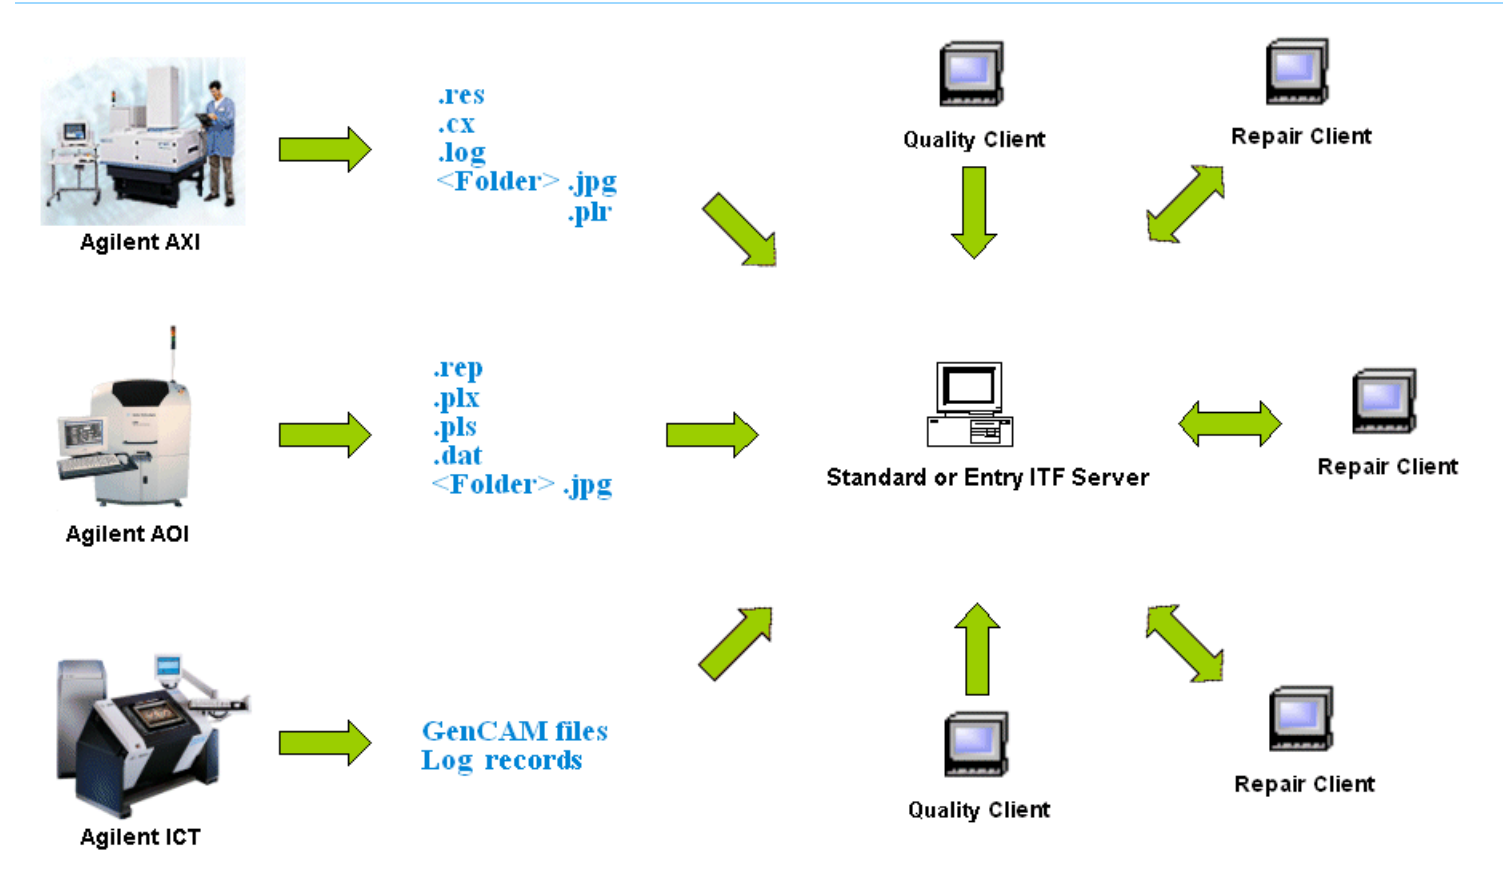 .res
.cx
.log
<Folder> .jpg
.plr
Agilent AXI
Quality Client
Repair Client
.rep
.plx
.pls
.dat
<Folder> .jpg
Agilent AOI
Standard or Entry ITF Server
Repair Client
GenCAM files
Log records
Agilent ICT
Quality Client
Repair Client